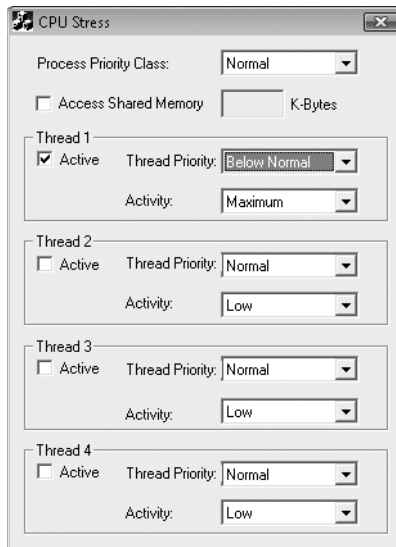 CPU Stress
Process Priority Class: Normal
Access Shared Memory K-Bytes
Thread 1
Active Thread Priority: Below Normal
Activity: Maximum
Thread 2
Active Thread Priority: Normal
Activity: Low
Thread 3
Active Thread Priority: Normal
Activity: Low
Thread 4
Active Thread Priority: Normal
Activity: Low